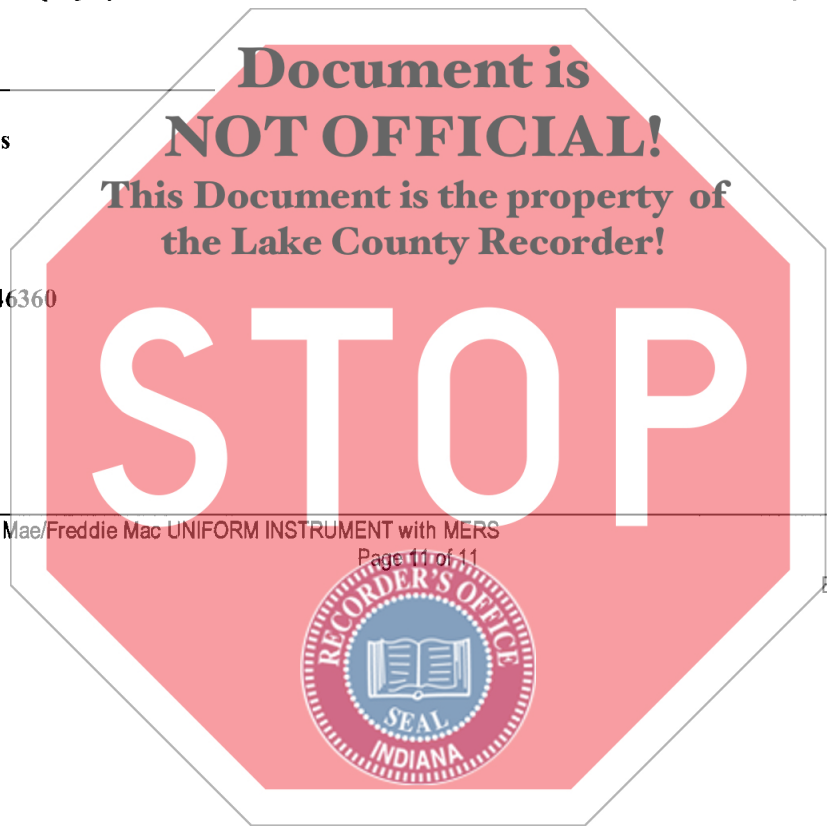 Document is
NOT OFFICIAL!
s
This Document is the property of
the Lake County Recorder!
46360
STOP
Mae/Freddie Mac UNIFORM INSTRUMENT with MERS
Page 11 of 11
RECORDER'S OFFICE
SEAL
INDIANA